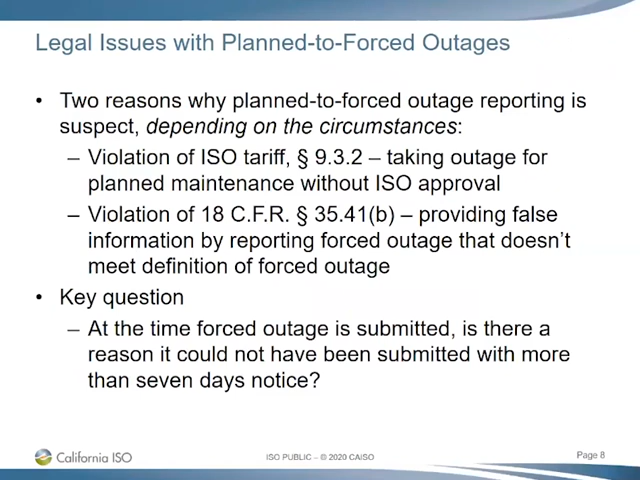 Legal Issues with Planned-to-Forced Outages
• Two reasons why planned-to-forced outage reporting is
suspect, depending on the circumstances:
– Violation of ISO tariff, § 9.3.2 – taking outage for
planned maintenance without ISO approval
– Violation of 18 C.F.R. § 35.41(b) – providing false
information by reporting forced outage that doesn't
meet definition of forced outage
• Key question
– At the time forced outage is submitted, is there a
reason it could not have been submitted with more
than seven days notice?
California ISO
ISO PUBLIC – © 2020 CAISO
Page 8